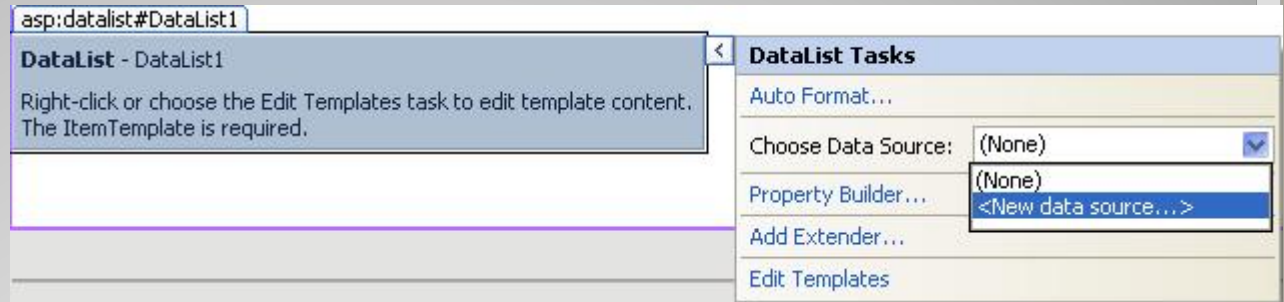 asp:datalist#DataList1
DataList - DataList1
Right-click or choose the Edit Templates task to edit template content.
The ItemTemplate is required.
<
DataList Tasks
Auto Format...
Choose Data Source: (None)
(None)
<New data source...>
Property Builder...
Add Extender...
Edit Templates